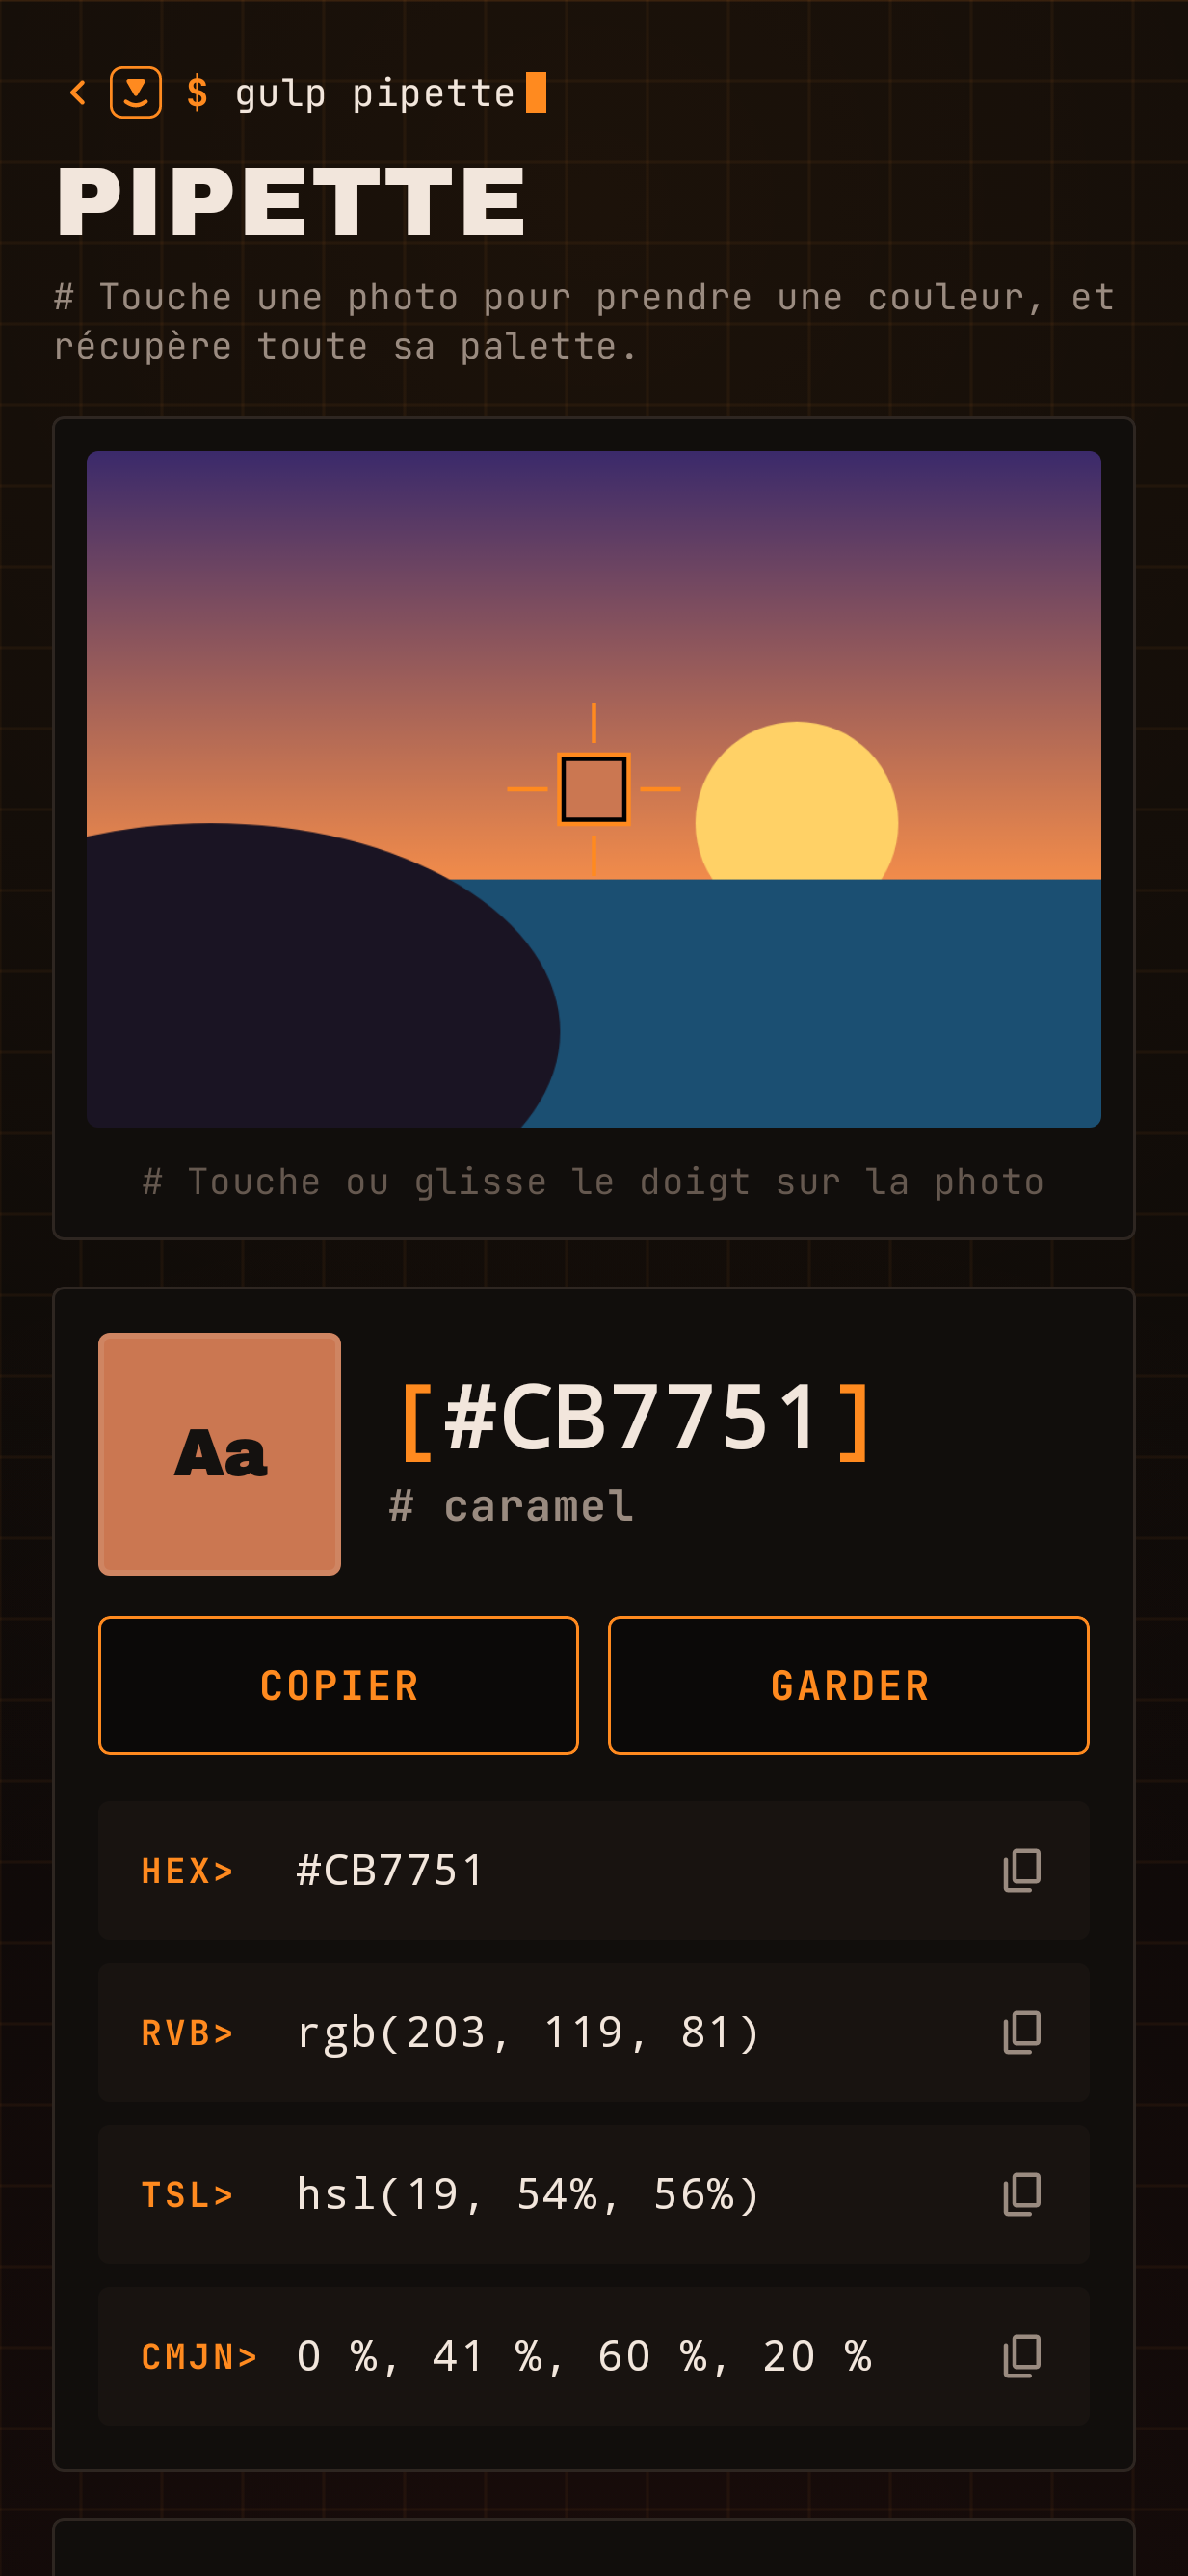 $ gulp pipette
PIPETTE
# Touche une photo pour prendre une couleur, et
récupère toute sa palette.
# Touche ou glisse le doigt sur la photo
Aa
[#CB7751]
# caramel
COPIER
GARDER
HEX> #CB7751
RVB> rgb(203, 119, 81)
TSL> hsl(19, 54%, 56%)
CMJN> 0 %, 41 %, 60 %, 20 %